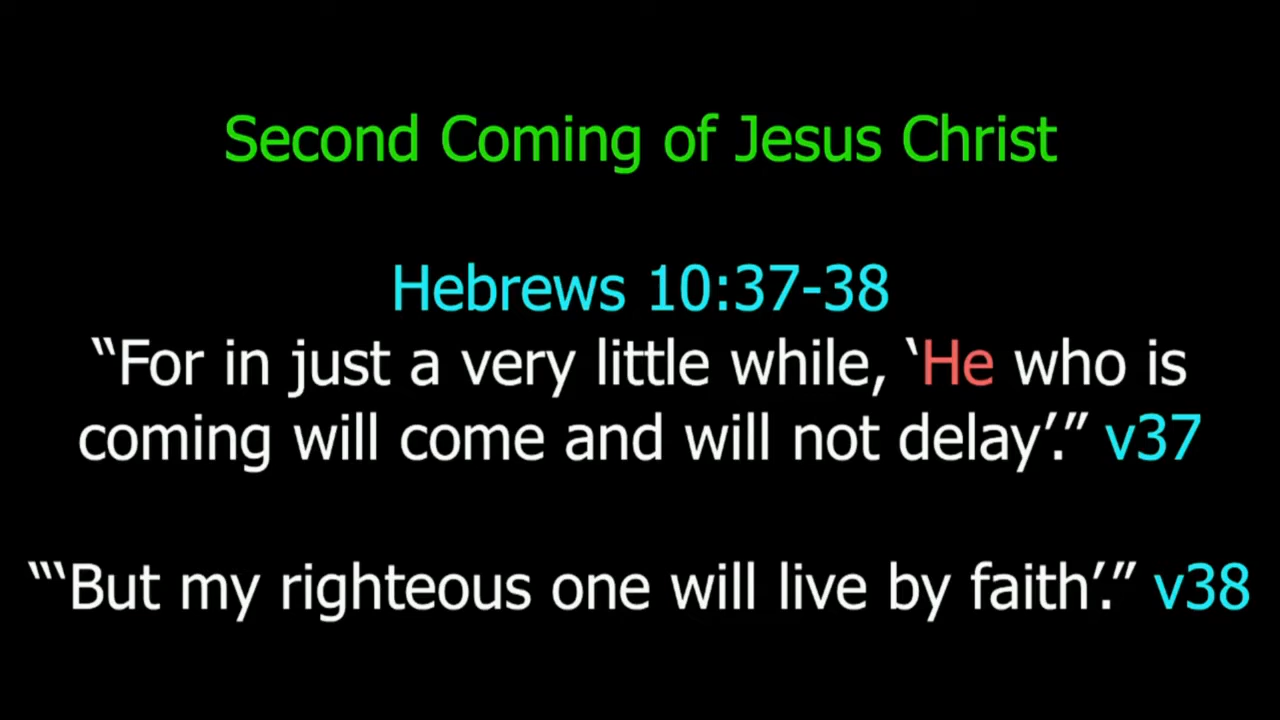 Second Coming of Jesus Christ
Hebrews 10:37-38
“For in just a very little while, ‘He who is
coming will come and will not delay’.” v37
“‘But my righteous one will live by faith’.” v38